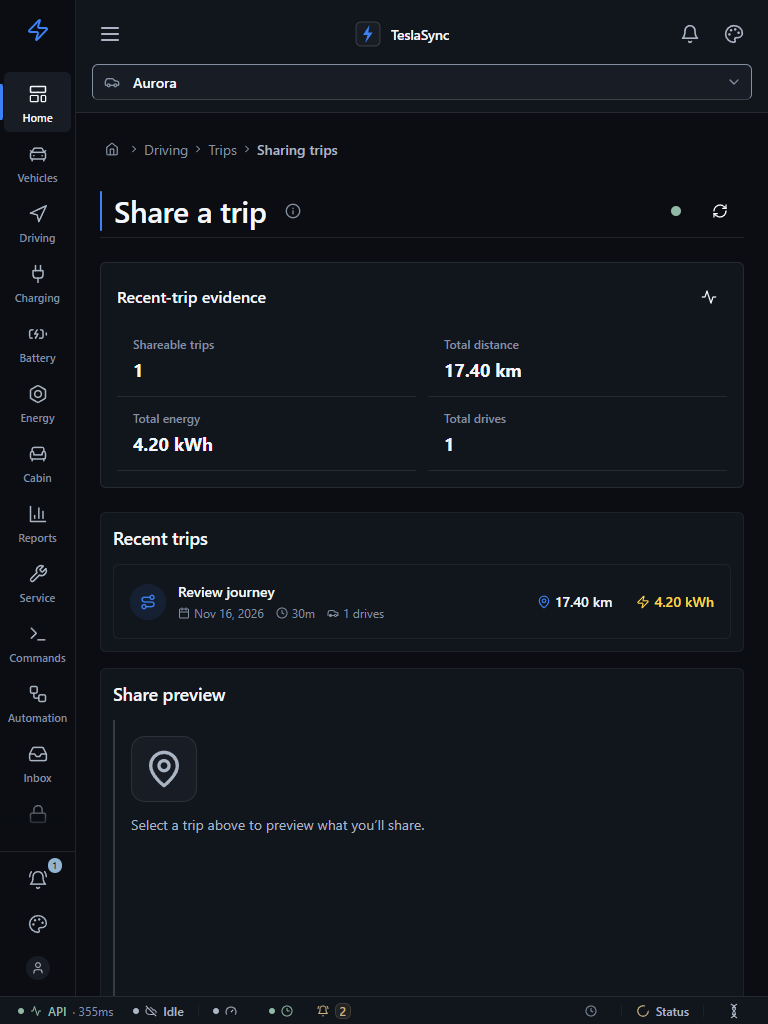 TeslaSync
Aurora
Home
Vehicles
Driving
Charging
Battery
Energy
Cabin
Reports
Service
Commands
Automation
Inbox
1
Driving > Trips > Sharing trips
Share a trip
Recent-trip evidence
Shareable trips
1
Total distance
17.40 km
Total energy
4.20 kWh
Total drives
1
Recent trips
Review journey
Nov 16, 2026 30m 1 drives
17.40 km 4.20 kWh
Share preview
Select a trip above to preview what you’ll share.
API · 355ms Idle 2 Status